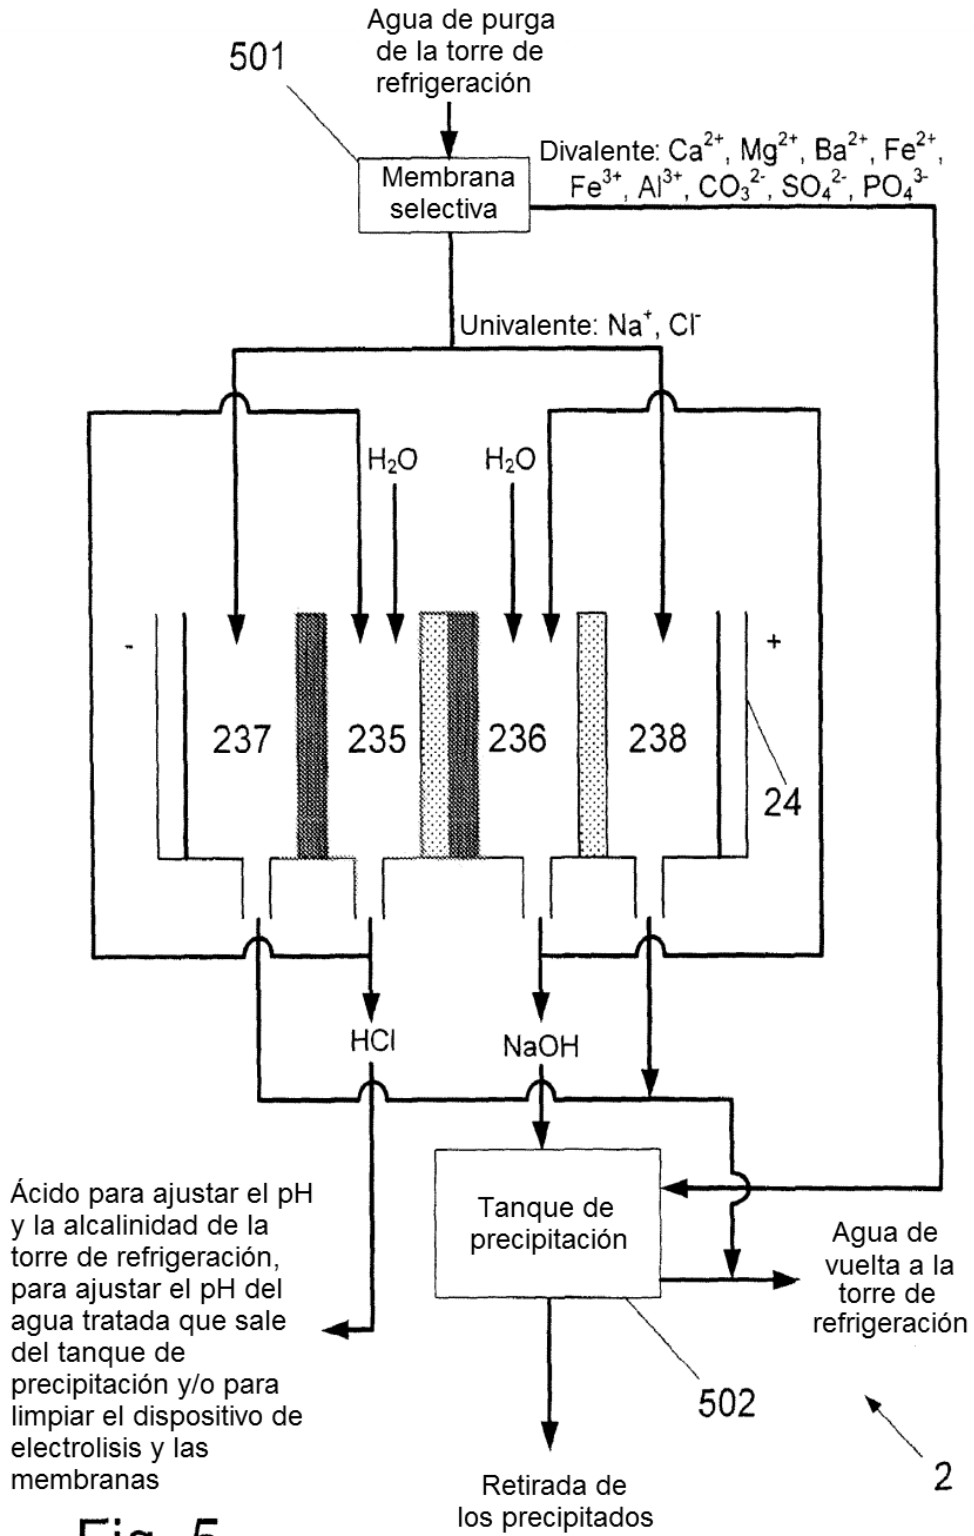 Agua de purga
de la torre de
refrigeración
501
Membrana
selectiva
Divalente: Ca²⁺, Mg²⁺, Ba²⁺, Fe²⁺,
Fe³⁺, Al³⁺, CO₃²⁻, SO₄²⁻, PO₄³⁻
Univalente: Na⁺, Cl⁻
H₂O
H₂O
-
+
237
235
236
238
24
HCl
NaOH
Ácido para ajustar el pH
y la alcalinidad de la
torre de refrigeración,
para ajustar el pH del
agua tratada que sale
del tanque de
precipitación y/o para
limpiar el dispositivo de
electrolisis y las
membranas
Tanque de
precipitación
Agua de
vuelta a la
torre de
refrigeración
502
2
Retirada de
los precipitados
Fig. 5